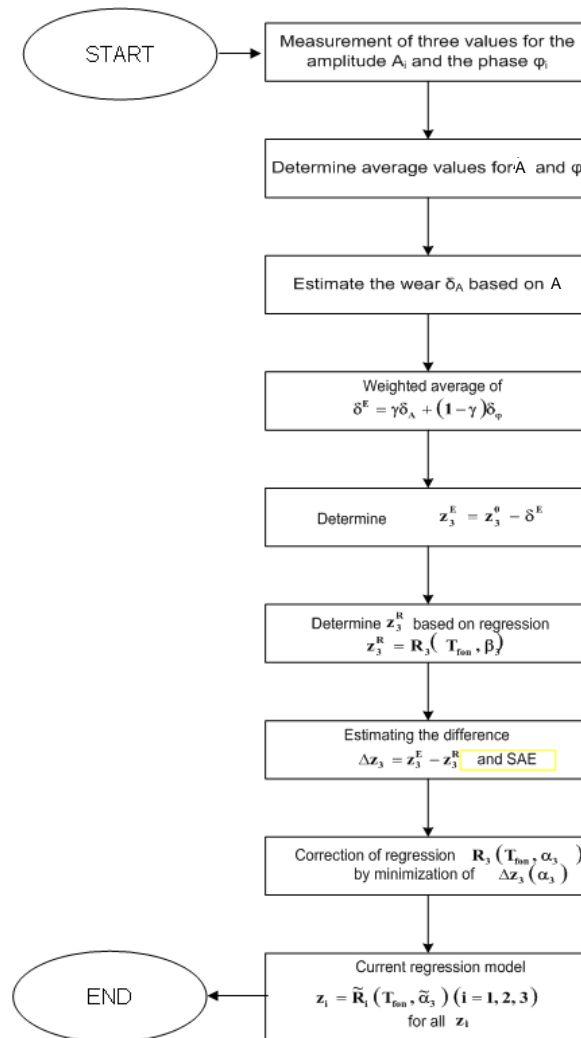 START
Measurement of three values for the
amplitude Aᵢ and the phase φᵢ
Determine average values for A and φ
Estimate the wear δ_A based on A
Weighted average of
δ^E = γδ_A + (1 − γ)δ_φ
Determine z₃^E = z₃^0 − δ^E
Determine z₃^R based on regression
z₃^R = R₃( T_fon , β₃)
Estimating the difference
Δz₃ = z₃^E − z₃^R and SAE
Correction of regression R₃ (T_fon , α₃ )
by minimization of Δz₃ (α₃ )
Current regression model
zᵢ = R̃ᵢ (T_fon , α̃₃ ) (i = 1, 2, 3)
for all zᵢ
END